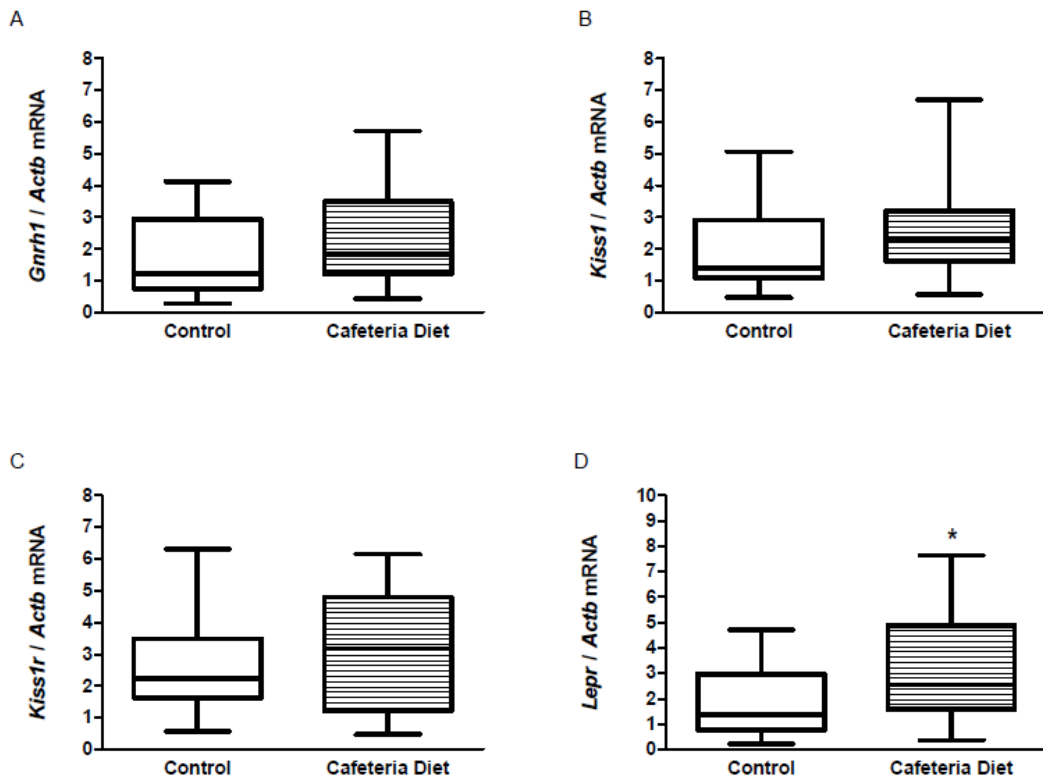 A
Gnrh1 / Actb mRNA
8
7
6
5
4
3
2
1
0
Control
Cafeteria Diet
B
Kiss1 / Actb mRNA
8
7
6
5
4
3
2
1
0
Control
Cafeteria Diet
C
Kiss1r / Actb mRNA
8
7
6
5
4
3
2
1
0
Control
Cafeteria Diet
D
Lepr / Actb mRNA
10
9
8
7
6
5
4
3
2
1
0
*
Control
Cafeteria Diet